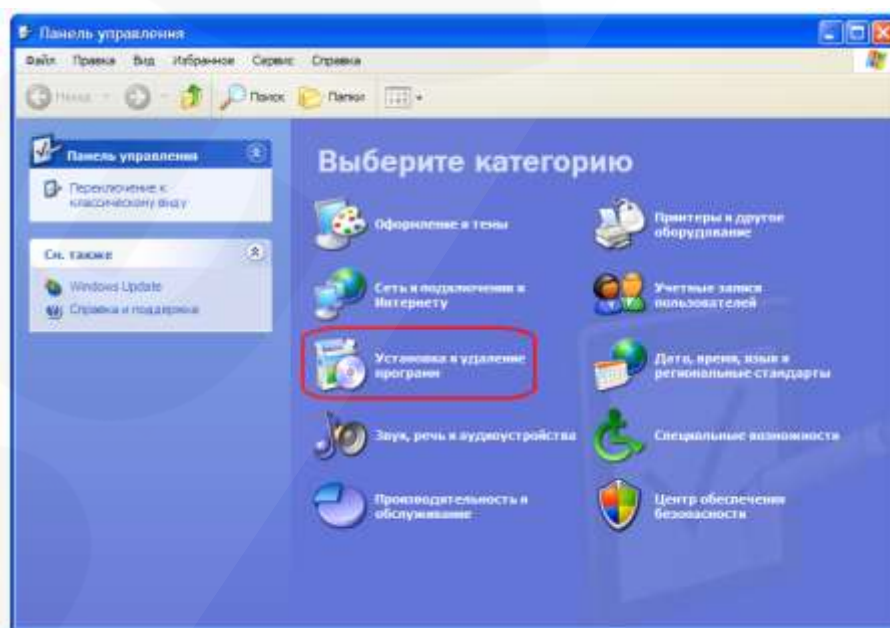 Панель управления
Файл Правка Вид Избранное Сервис Справка
Назад Поиск Папки
Панель управления
Переключение к
классическому виду
См. также
Windows Update
Справка и поддержка
Выберите категорию
Оформление и темы
Принтеры и другое
оборудование
Сеть и подключения к
Интернету
Учетные записи
пользователей
Установка и удаление
программ
Дата, время, язык и
региональные стандарты
Звук, речь и аудиоустройства
Специальные возможности
Производительность и
обслуживание
Центр обеспечения
безопасности